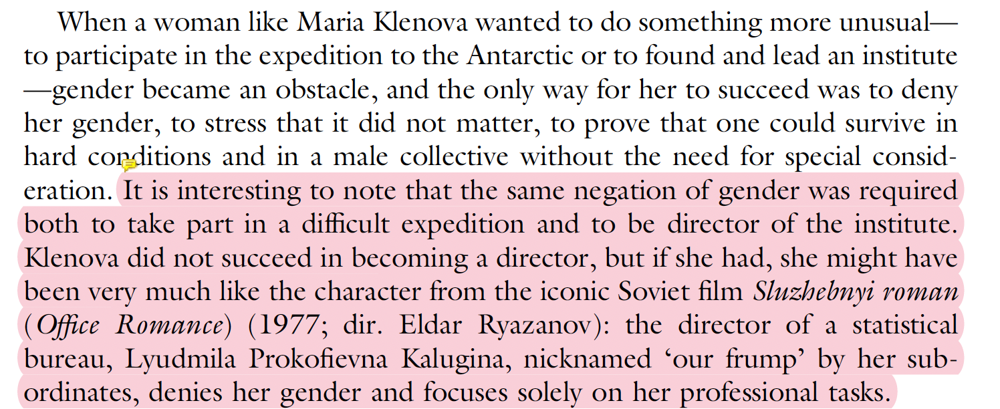 When a woman like Maria Klenova wanted to do something more unusual—
to participate in the expedition to the Antarctic or to found and lead an institute
—gender became an obstacle, and the only way for her to succeed was to deny
her gender, to stress that it did not matter, to prove that one could survive in
hard conditions and in a male collective without the need for special consid-
eration. It is interesting to note that the same negation of gender was required
both to take part in a difficult expedition and to be director of the institute.
Klenova did not succeed in becoming a director, but if she had, she might have
been very much like the character from the iconic Soviet film Sluzhebnyi roman
(Office Romance) (1977; dir. Eldar Ryazanov): the director of a statistical
bureau, Lyudmila Prokofievna Kalugina, nicknamed ‘our frump’ by her sub-
ordinates, denies her gender and focuses solely on her professional tasks.